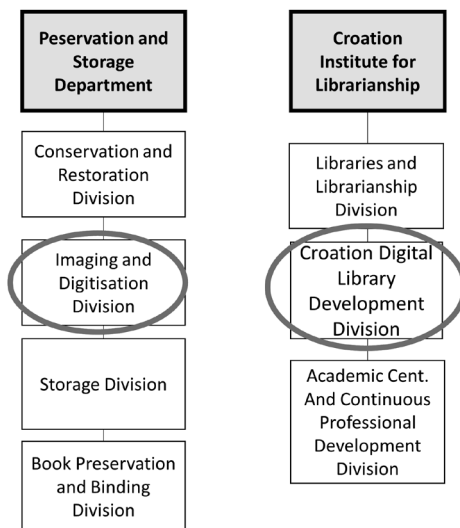 Peservation and
Storage
Department
Conservation and
Restoration
Division
Imaging and
Digitisation
Division
Storage Division
Book Preservation
and Binding
Division
Croation
Institute for
Librarianship
Libraries and
Librarianship
Division
Croation Digital
Library
Development
Division
Academic Cent.
And Continuous
Professional
Development
Division